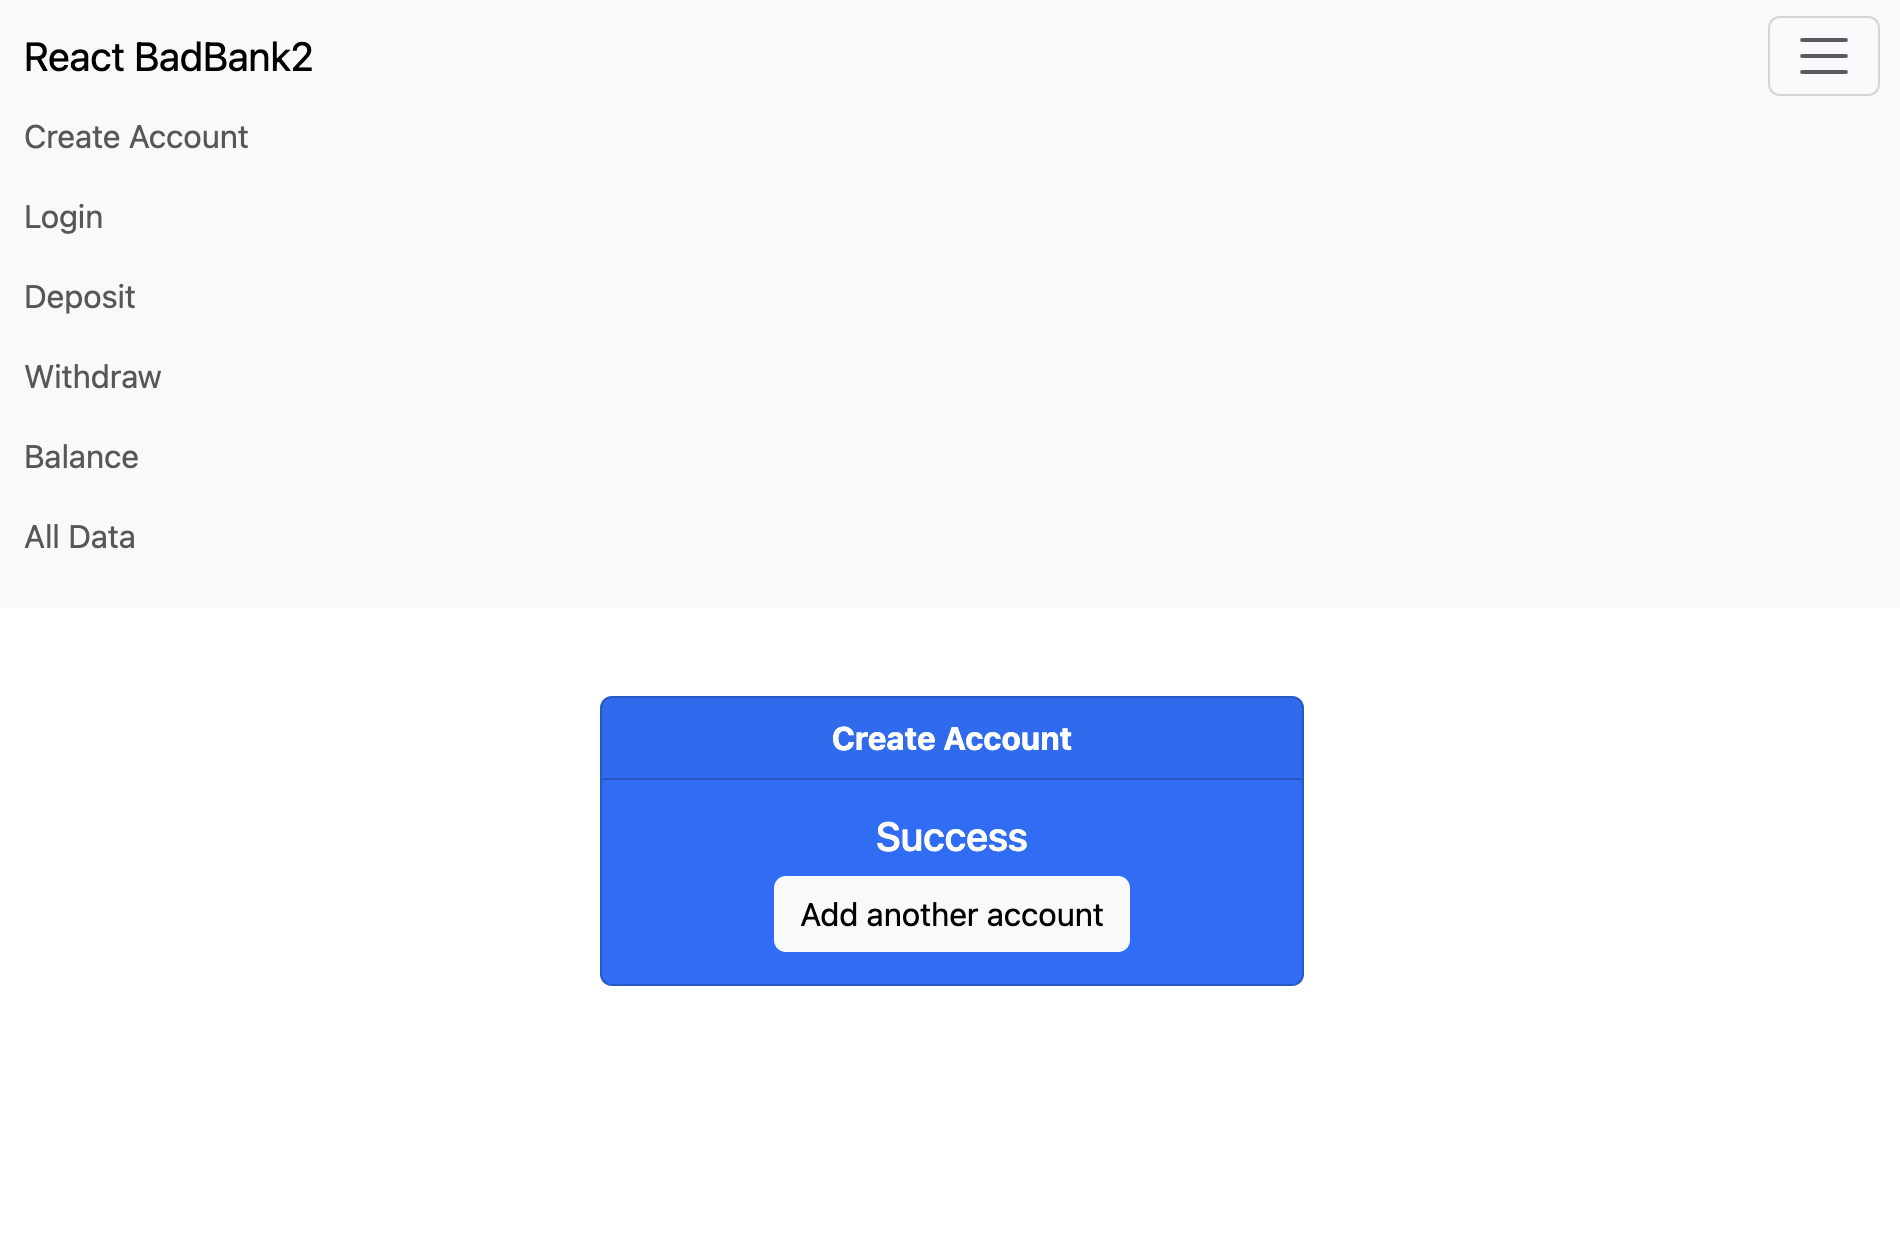 React BadBank2
Create Account
Login
Deposit
Withdraw
Balance
All Data
Create Account
Success
Add another account